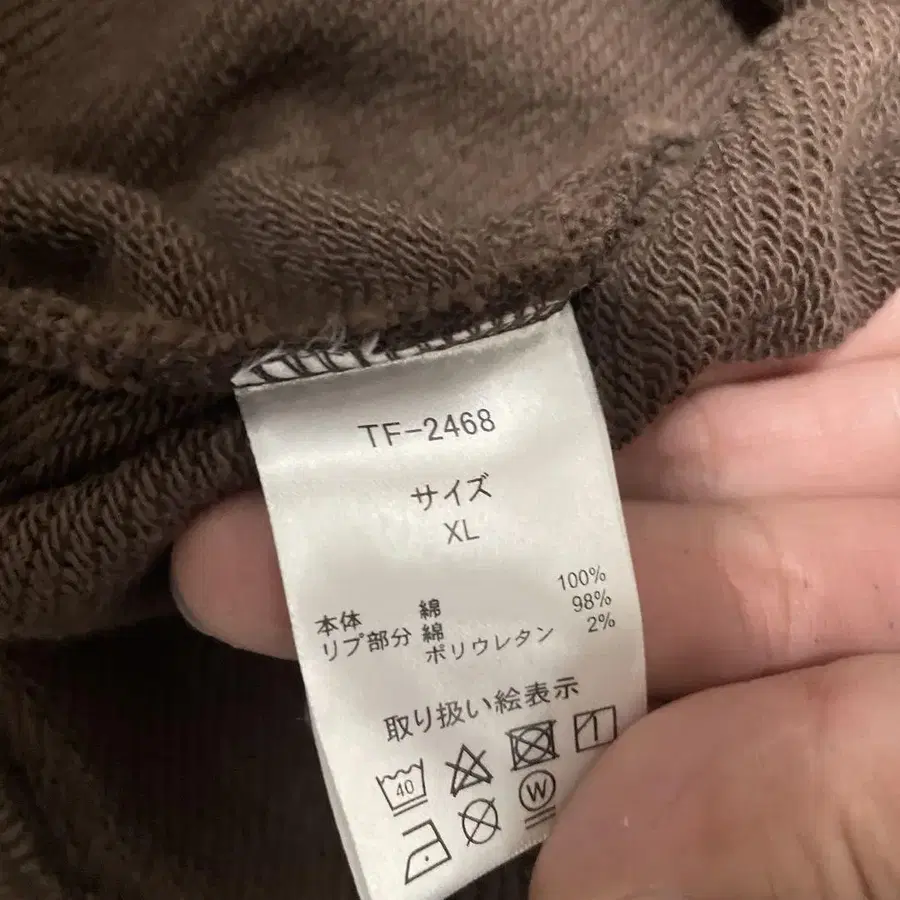 TF-2468
サイズ
XL
本体 綿 100%
リブ部分 綿 98%
ポリウレタン 2%
取り扱い絵表示
40
W